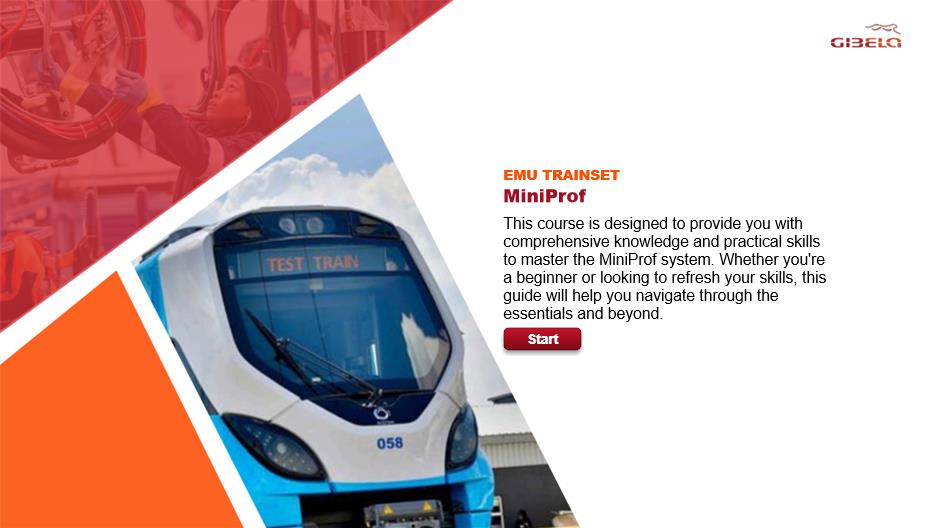 GIBELA
EMU TRAINSET
MiniProf
This course is designed to provide you with
comprehensive knowledge and practical skills
to master the MiniProf system. Whether you're
a beginner or looking to refresh your skills, this
guide will help you navigate through the
essentials and beyond.
Start
TEST TRAIN
058